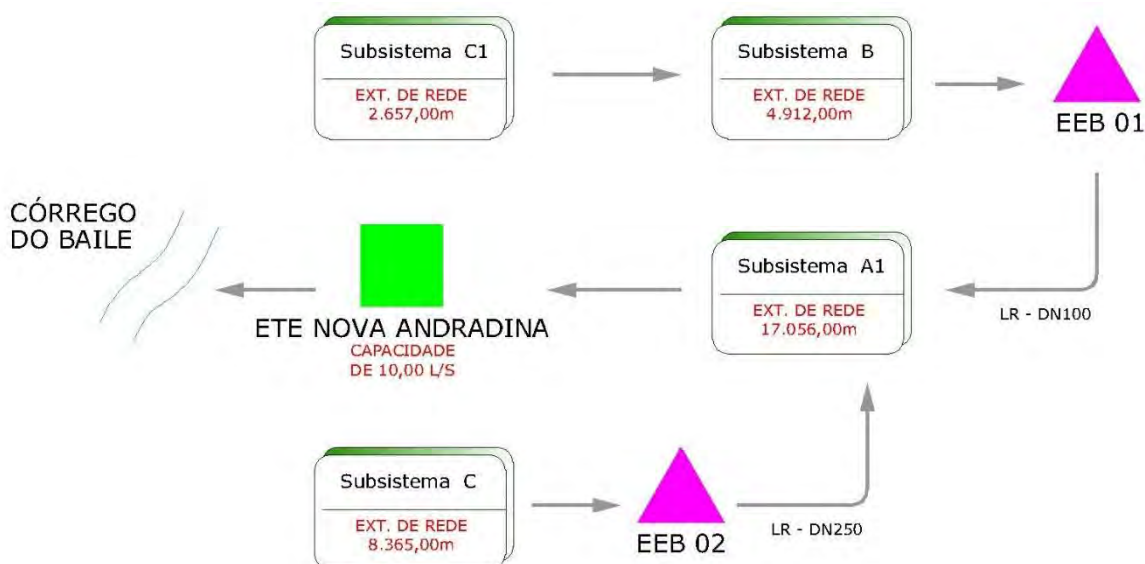 Subsistema C1
EXT. DE REDE
2.657,00m
Subsistema B
EXT. DE REDE
4.912,00m
EEB 01
CÓRREGO
DO BAILE
ETE NOVA ANDRADINA
CAPACIDADE
DE 10,00 L/S
Subsistema A1
EXT. DE REDE
17.056,00m
LR - DN100
Subsistema C
EXT. DE REDE
8.365,00m
EEB 02
LR - DN250